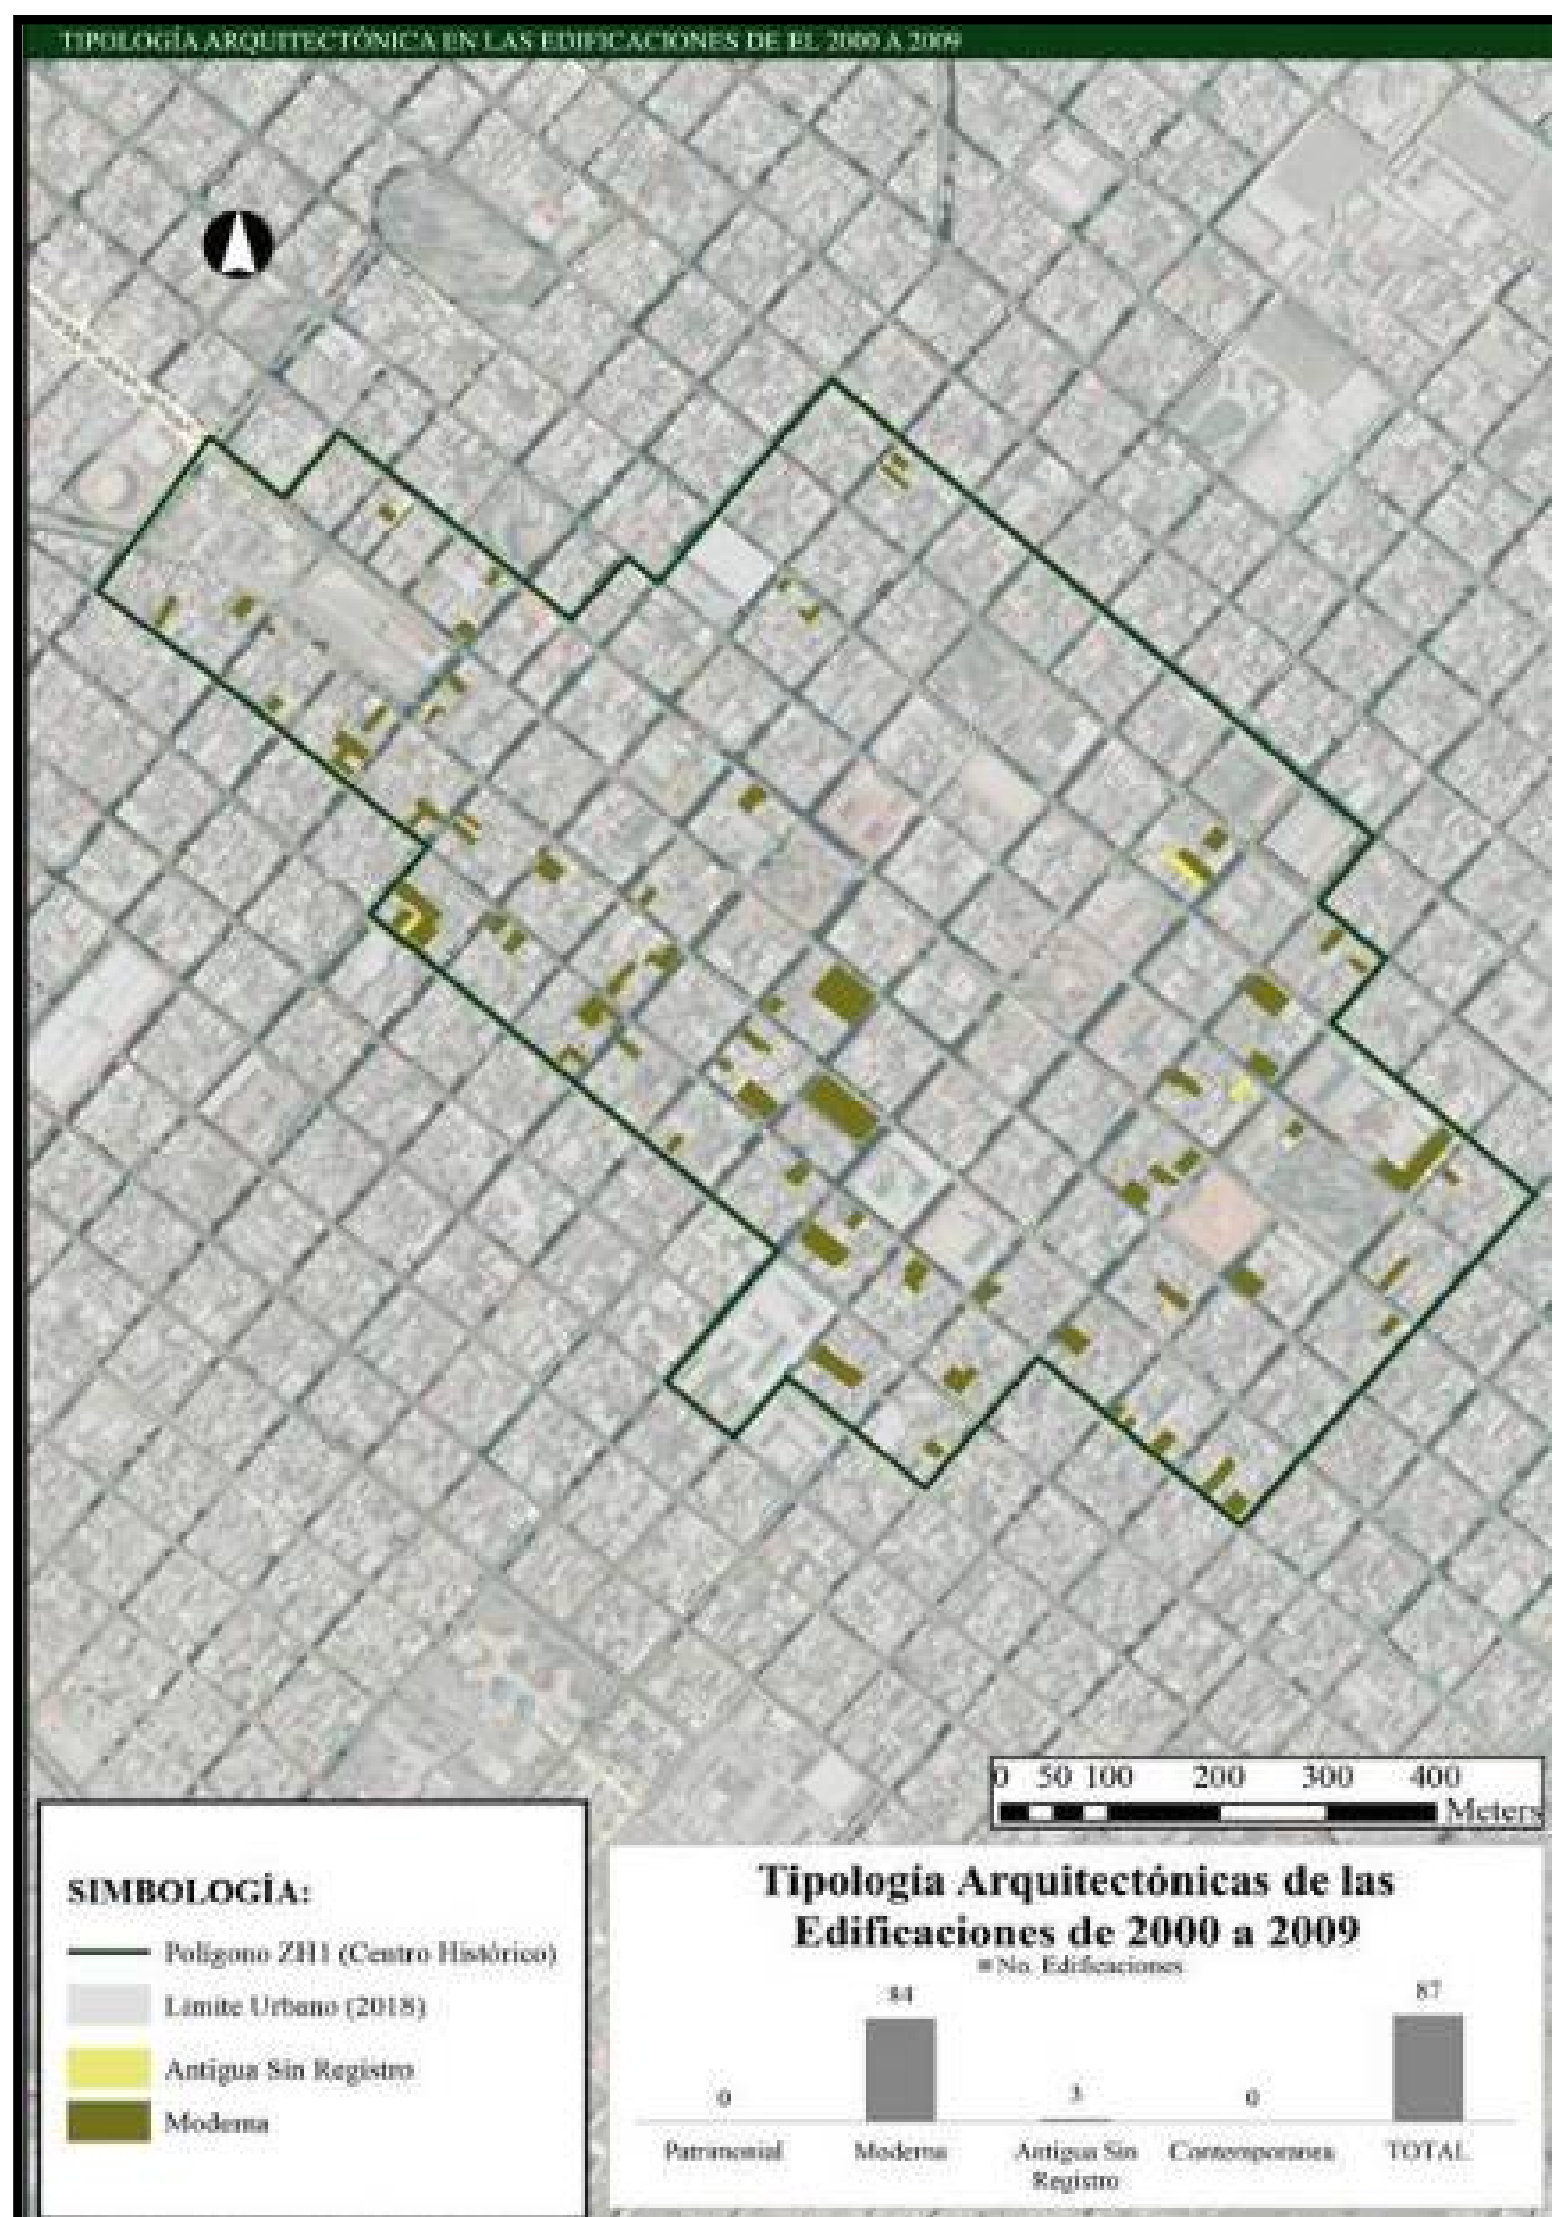 TIPOLOGÍA ARQUITECTÓNICA EN LAS EDIFICACIONES DE EL 2000 A 2009
0 50 100 200 300 400
Meters
SIMBOLOGÍA:
Polígono ZH1 (Centro Histórico)
Límite Urbano (2018)
Antigua Sin Registro
Moderna
Tipología Arquitectónicas de las
Edificaciones de 2000 a 2009
No. Edificaciones
0 84 3 0 87
Patrimonial Moderna Antigua Sin Registro Contemporanea TOTAL